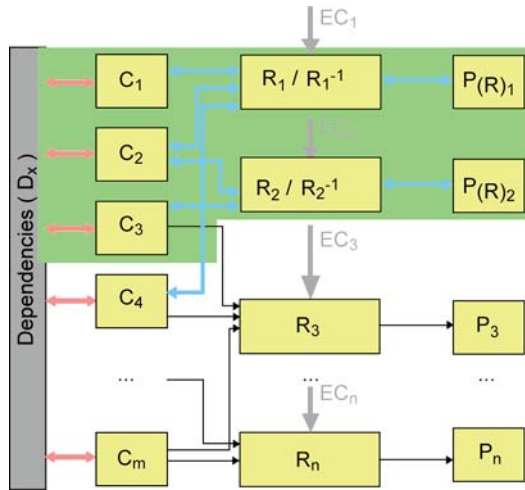 EC₁
C₁ R₁ / R₁⁻¹ P₍R₎₁
C₂ R₂ / R₂⁻¹ P₍R₎₂
C₃ EC₃
C₄ R₃ P₃
... ... ...
ECₙ
Cₘ Rₙ Pₙ
Dependencies ( Dₓ )